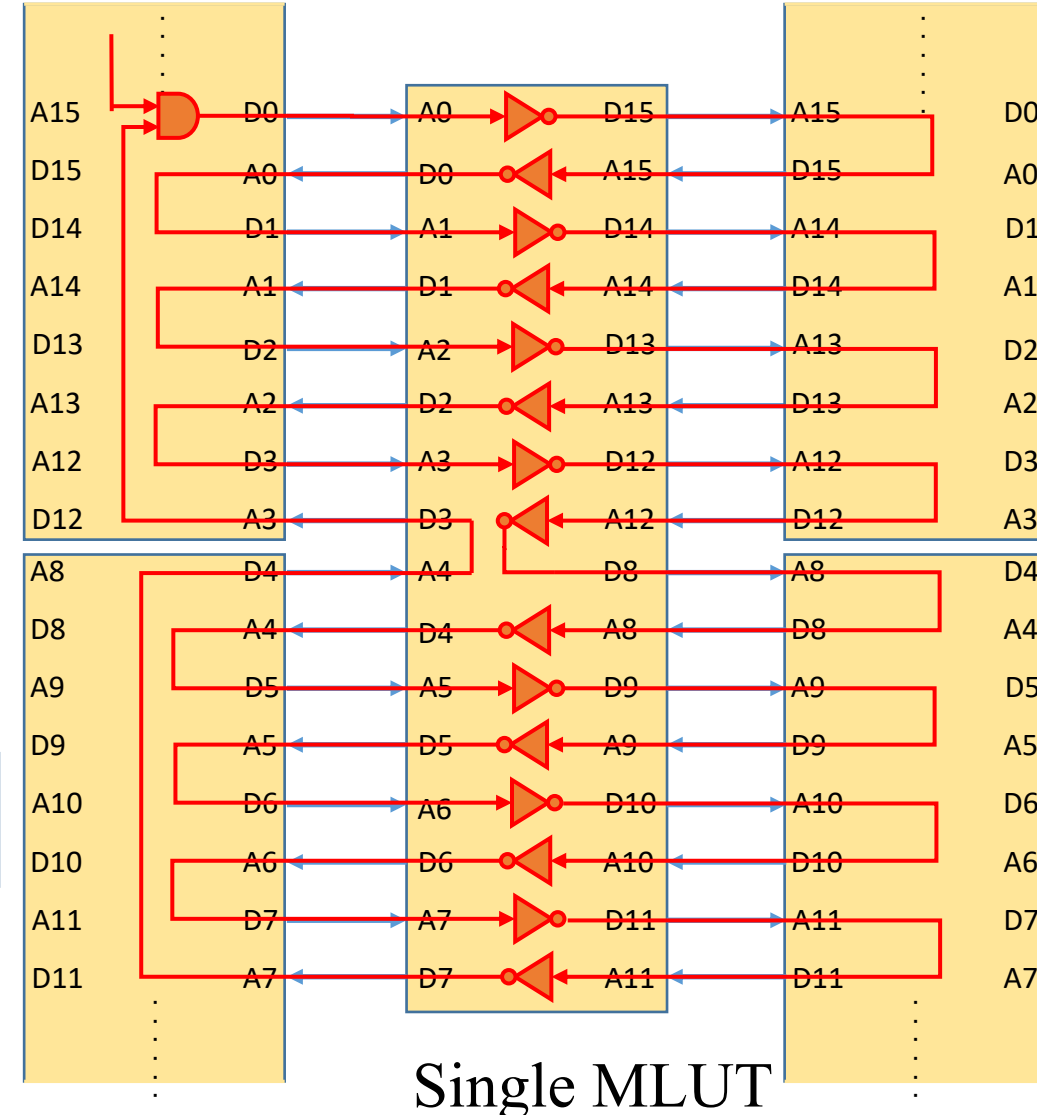 A15 D0 A0 D15 A15 D0
D15 A0 D0 A15 D15 A0
D14 D1 A1 D14 A14 D1
A14 A1 D1 A14 D14 A1
D13 D2 A2 D13 A13 D2
A13 A2 D2 A13 D13 A2
A12 D3 A3 D12 A12 D3
D12 A3 D3 A12 D12 A3
A8 D4 A4 D8 A8 D4
D8 A4 D4 A8 D8 A4
A9 D5 A5 D9 A9 D5
D9 A5 D5 A9 D9 A5
A10 D6 A6 D10 A10 D6
D10 A6 D6 A10 D10 A6
A11 D7 A7 D11 A11 D7
D11 A7 D7 A11 D11 A7
Single MLUT